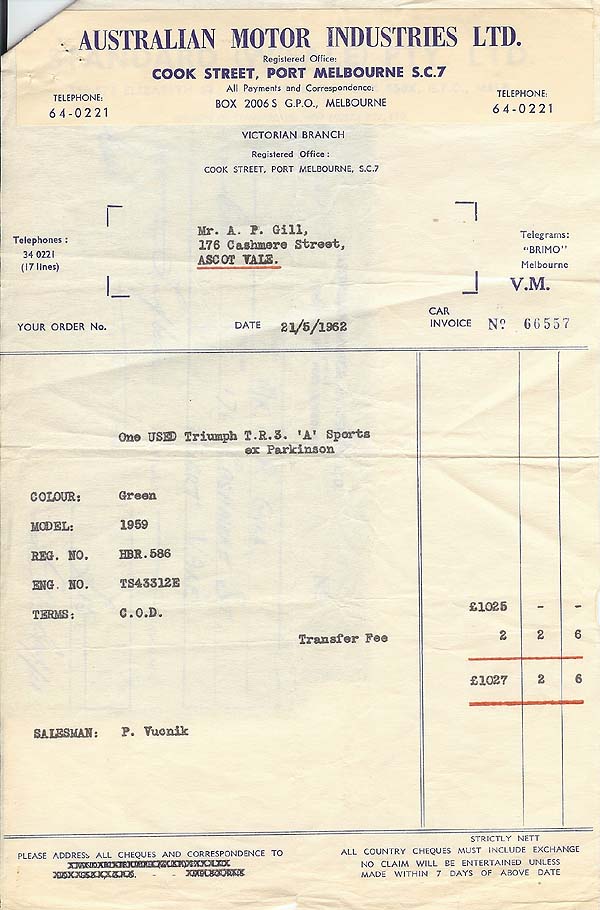 AUSTRALIAN MOTOR INDUSTRIES LTD.
Registered Office:
COOK STREET, PORT MELBOURNE S.C.7
All Payments and Correspondence:
BOX 2006 S G.P.O., MELBOURNE
TELEPHONE:
64-0221
TELEPHONE:
64-0221
VICTORIAN BRANCH
Registered Office :
COOK STREET, PORT MELBOURNE, S.C.7
Telephones :
34 0221
(17 lines)
Mr. A. P. Gill,
176 Cashmere Street,
ASCOT VALE.
Telegrams:
"BRIMO"
Melbourne
V.M.
YOUR ORDER No.
DATE 21/5/1962
CAR
INVOICE Nº 66557
One USED Triumph T.R.3. 'A' Sports
ex Parkinson
COLOUR: Green
MODEL: 1959
REG. NO. HBR.586
ENG. NO. TS43312E
TERMS: C.O.D. £1025 - -
Transfer Fee 2 2 6
£1027 2 6
SALESMAN: P. Vucnik
PLEASE ADDRESS ALL CHEQUES AND CORRESPONDENCE TO
STRICTLY NETT
ALL COUNTRY CHEQUES MUST INCLUDE EXCHANGE
NO CLAIM WILL BE ENTERTAINED UNLESS
MADE WITHIN 7 DAYS OF ABOVE DATE